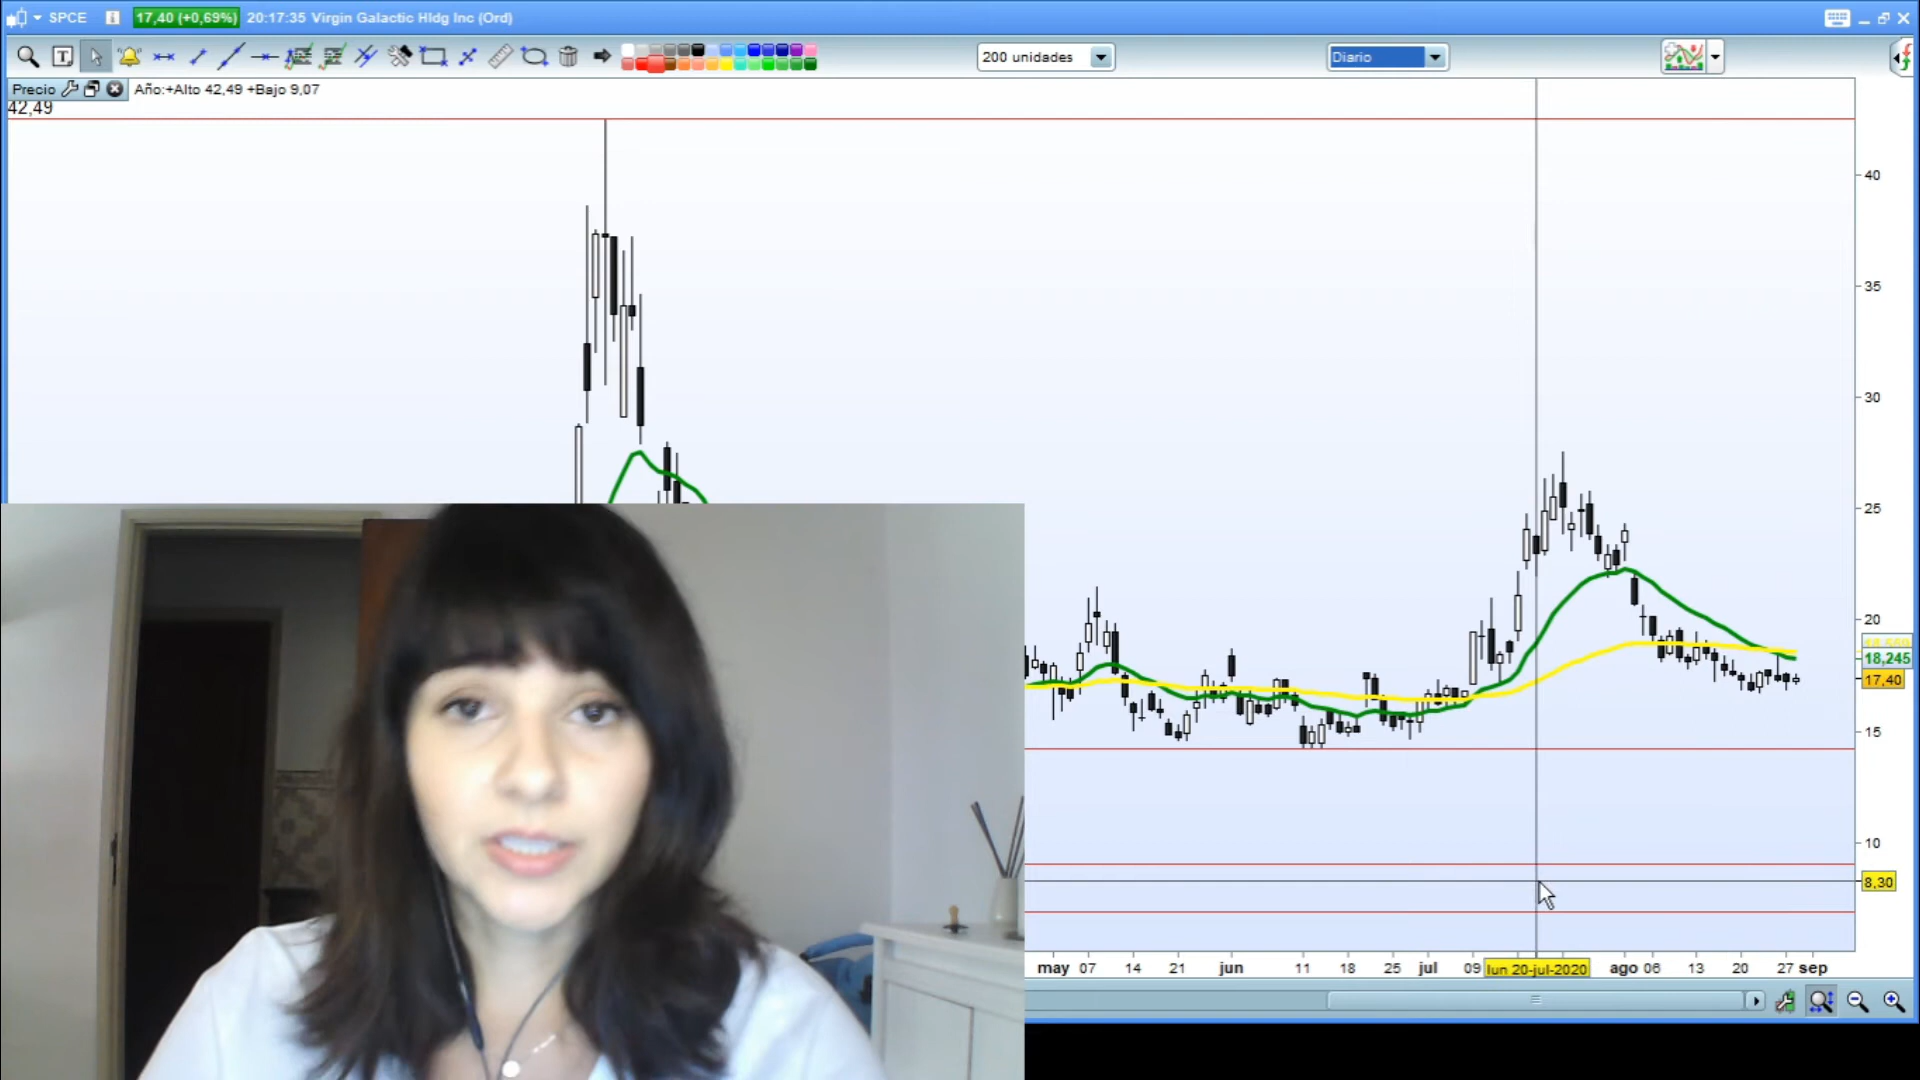 SPCE 17,40 (+0,69%) 20:17:35 Virgin Galactic Hldg Inc (Ord)
T 200 unidades Diario
Precio Año:+Alto 42,49 +Bajo 9,07
42,49
40
35
30
25
20
18,245
17,40
15
10
8,30
may 07 14 21 jun 11 18 25 jul 09 lun 20-jul-2020 ago 06 13 20 27 sep